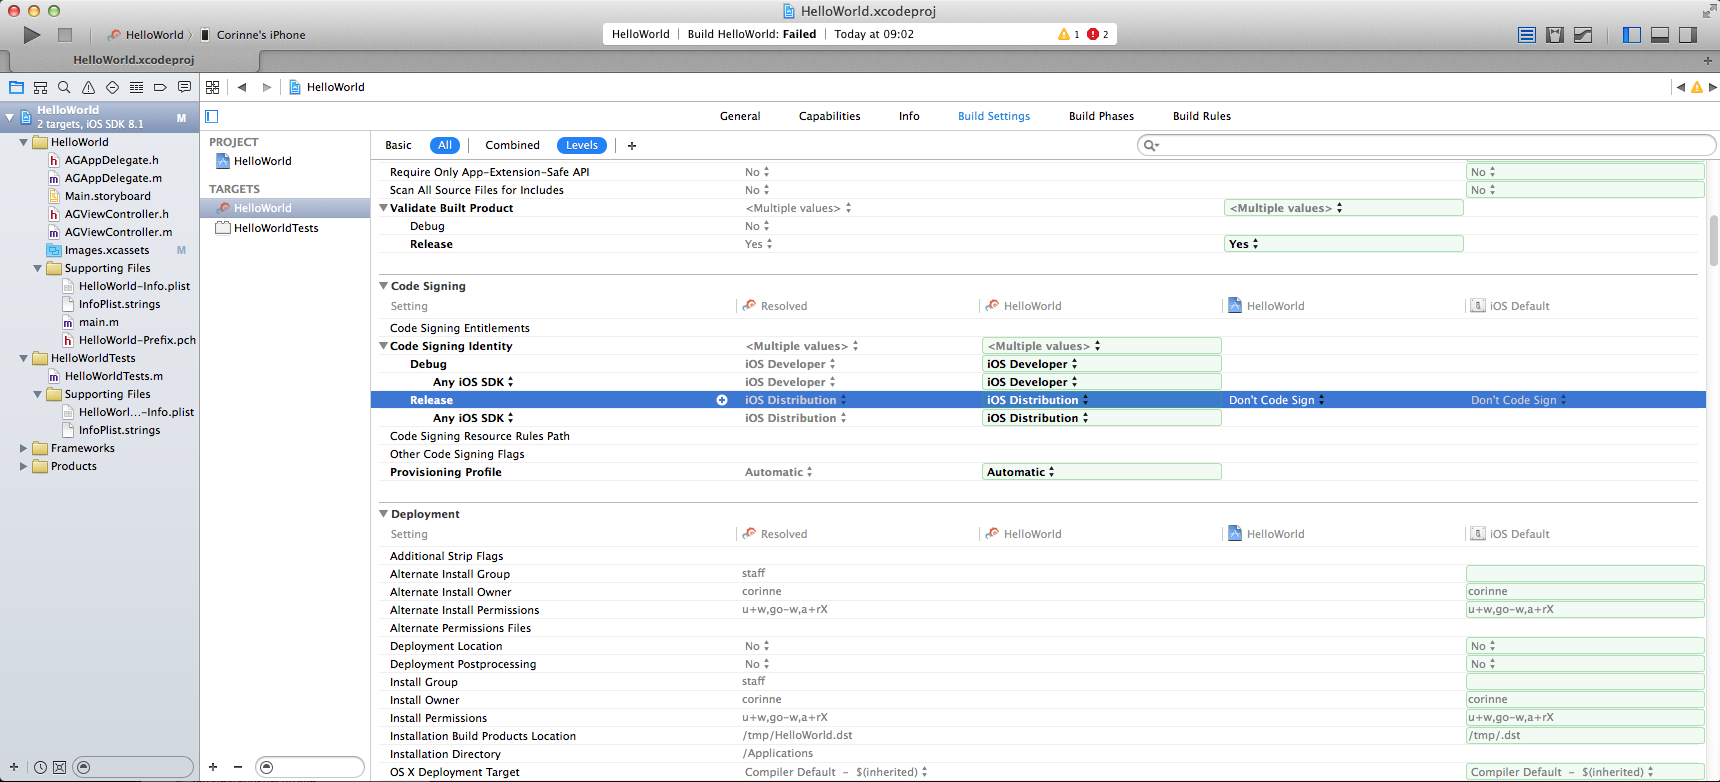 HelloWorld.xcodeproj
HelloWorld Corinne's iPhone
HelloWorld Build HelloWorld: Failed Today at 09:02 1 2
HelloWorld.xcodeproj
HelloWorld
HelloWorld
2 targets, iOS SDK 8.1 M
HelloWorld
h AGAppDelegate.h
m AGAppDelegate.m
Main.storyboard
h AGViewController.h
m AGViewController.m
Images.xcassets M
Supporting Files
HelloWorld-Info.plist
InfoPlist.strings
m main.m
h HelloWorld-Prefix.pch
HelloWorldTests
m HelloWorldTests.m
Supporting Files
HelloWorl...-Info.plist
InfoPlist.strings
Frameworks
Products
General Capabilities Info Build Settings Build Phases Build Rules
PROJECT
HelloWorld
TARGETS
HelloWorld
HelloWorldTests
Basic All Combined Levels +
Require Only App-Extension-Safe API No No
Scan All Source Files for Includes No No
Validate Built Product <Multiple values> <Multiple values>
Debug No
Release Yes Yes
Code Signing
Setting Resolved HelloWorld HelloWorld iOS Default
Code Signing Entitlements
Code Signing Identity <Multiple values> <Multiple values>
Debug iOS Developer iOS Developer
Any iOS SDK iOS Developer iOS Developer
Release iOS Distribution iOS Distribution Don't Code Sign Don't Code Sign
Any iOS SDK iOS Distribution iOS Distribution
Code Signing Resource Rules Path
Other Code Signing Flags
Provisioning Profile Automatic Automatic
Deployment
Setting Resolved HelloWorld HelloWorld iOS Default
Additional Strip Flags
Alternate Install Group staff
Alternate Install Owner corinne corinne
Alternate Install Permissions u+w,go-w,a+rX u+w,go-w,a+rX
Alternate Permissions Files
Deployment Location No No
Deployment Postprocessing No No
Install Group staff
Install Owner corinne corinne
Install Permissions u+w,go-w,a+rX u+w,go-w,a+rX
Installation Build Products Location /tmp/HelloWorld.dst /tmp/.dst
Installation Directory /Applications
OS X Deployment Target Compiler Default - $(inherited) Compiler Default - $(inherited)